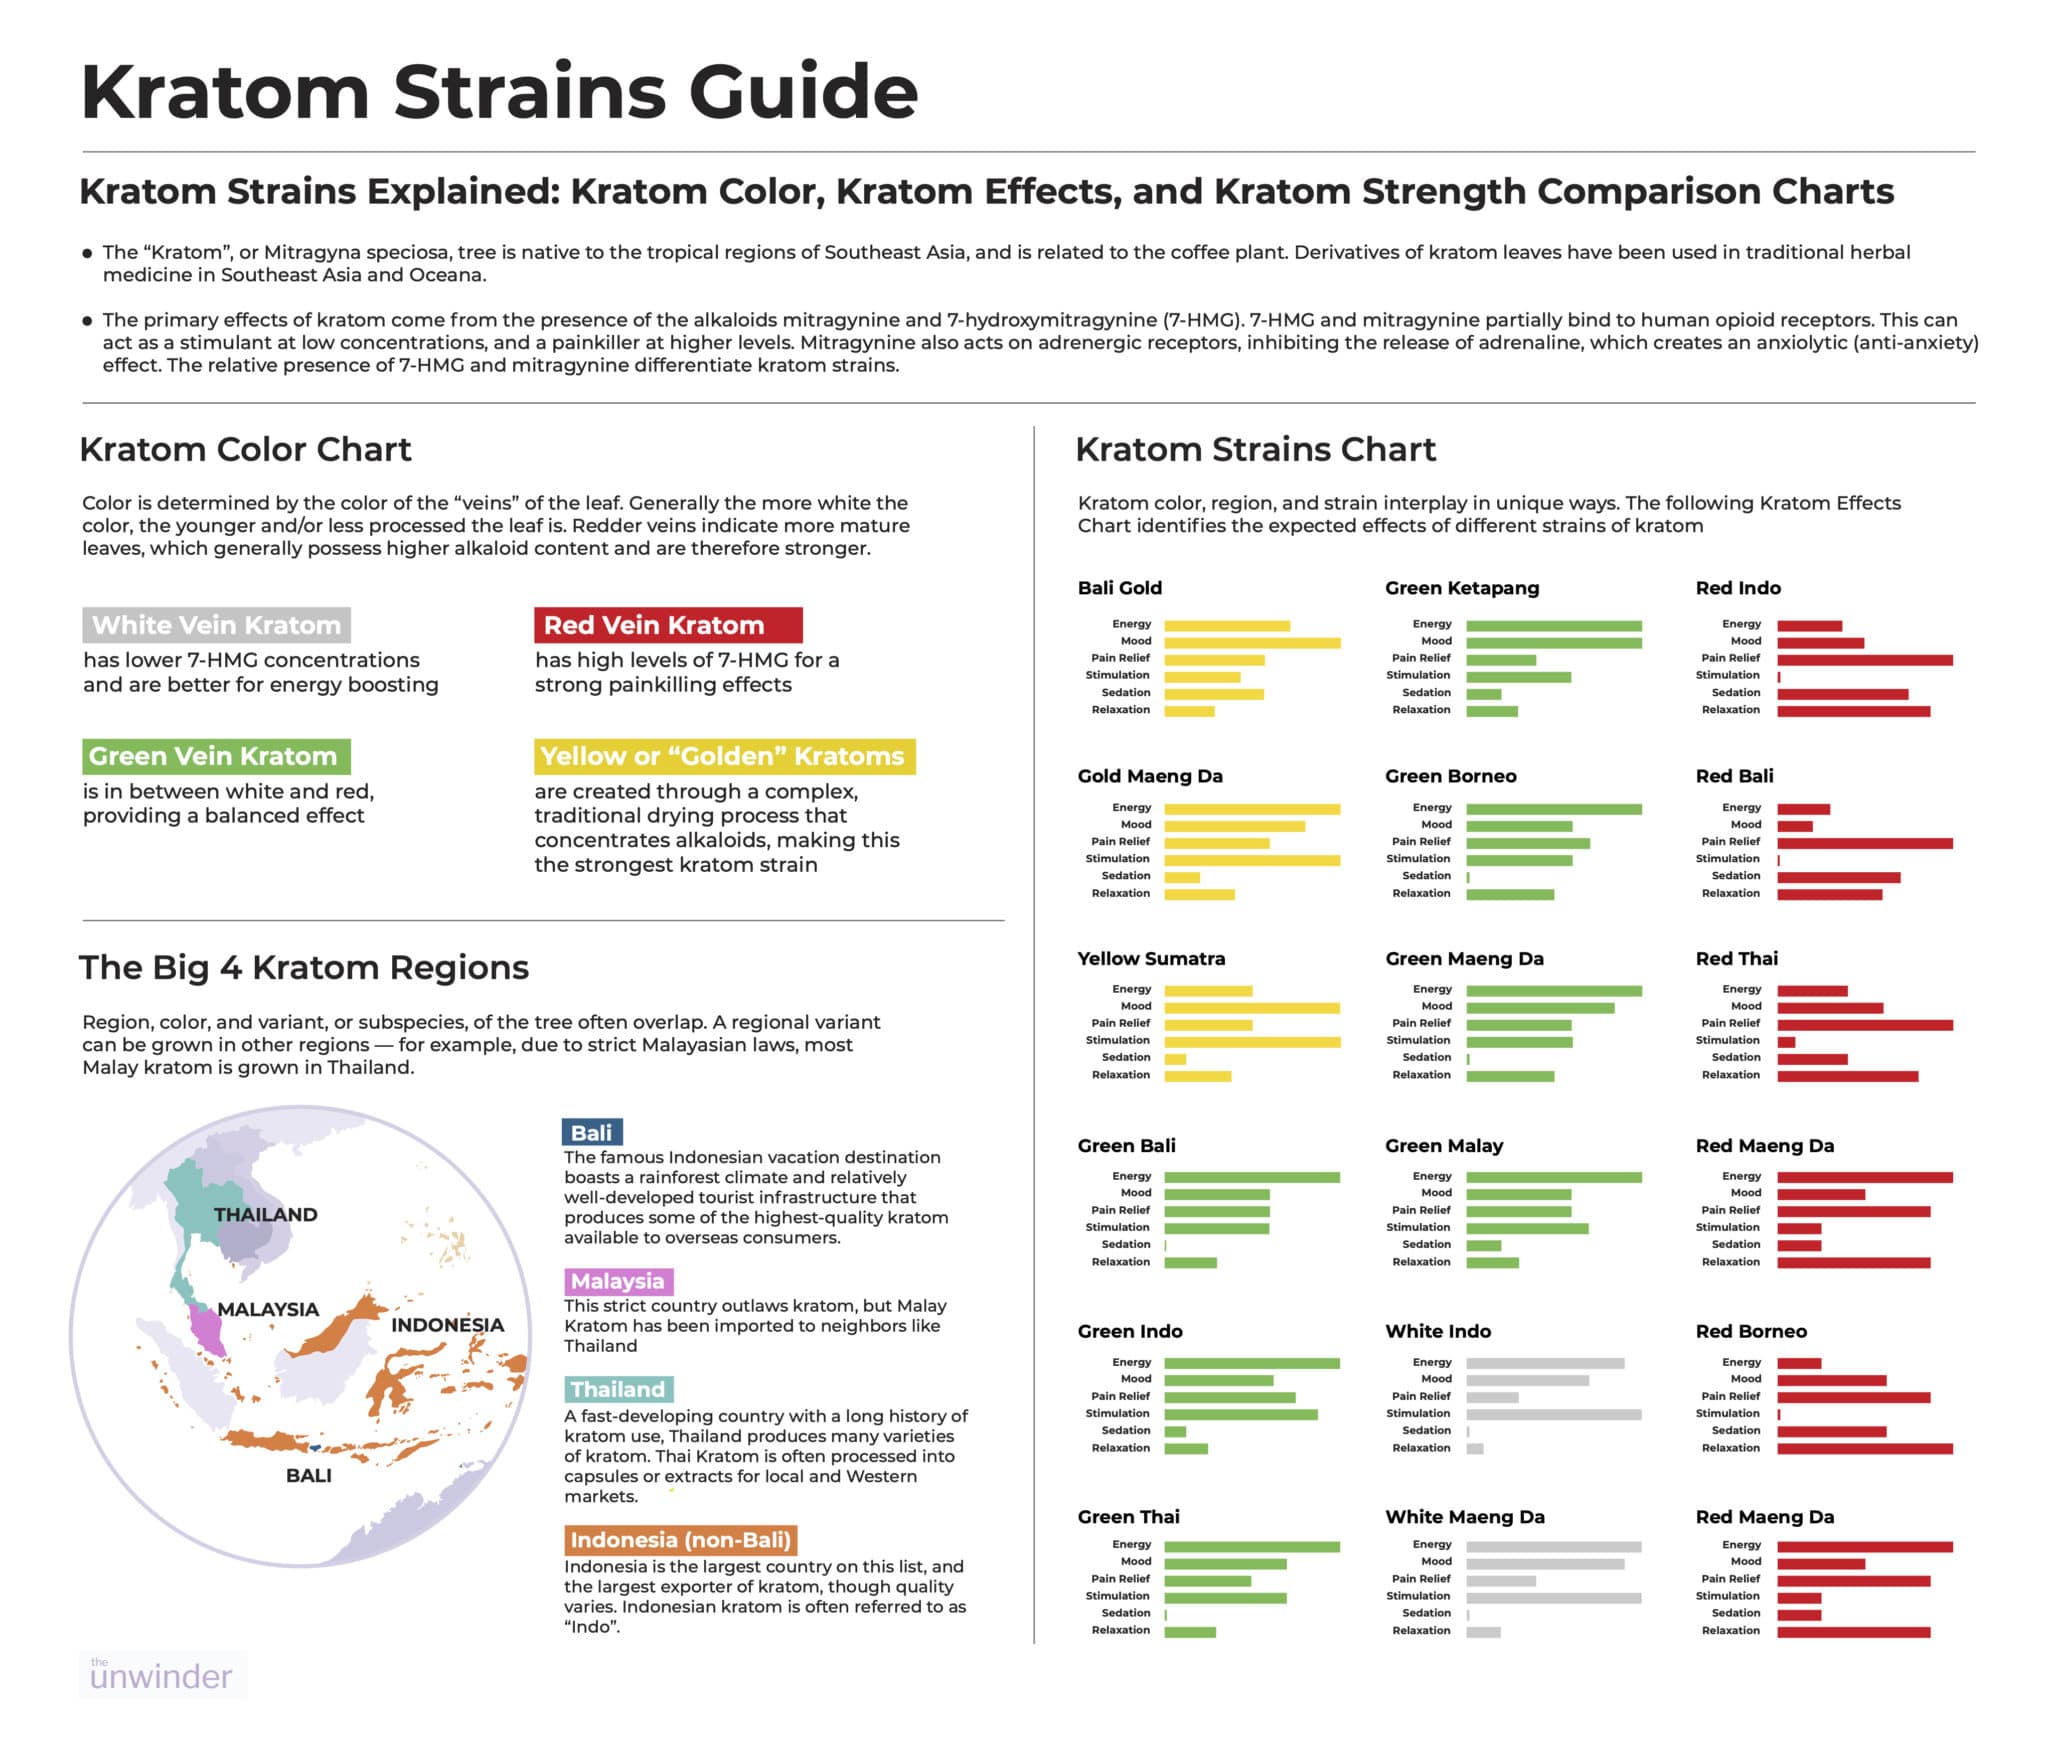 Kratom Strains Guide
Kratom Strains Explained: Kratom Color, Kratom Effects, and Kratom Strength Comparison Charts
● The “Kratom”, or Mitragyna speciosa, tree is native to the tropical regions of Southeast Asia, and is related to the coffee plant. Derivatives of kratom leaves have been used in traditional herbal
medicine in Southeast Asia and Oceana.
● The primary effects of kratom come from the presence of the alkaloids mitragynine and 7-hydroxymitragynine (7-HMG). 7-HMG and mitragynine partially bind to human opioid receptors. This can
act as a stimulant at low concentrations, and a painkiller at higher levels. Mitragynine also acts on adrenergic receptors, inhibiting the release of adrenaline, which creates an anxiolytic (anti-anxiety)
effect. The relative presence of 7-HMG and mitragynine differentiate kratom strains.
Kratom Color Chart
Color is determined by the color of the “veins” of the leaf. Generally the more white the
color, the younger and/or less processed the leaf is. Redder veins indicate more mature
leaves, which generally possess higher alkaloid content and are therefore stronger.
White Vein Kratom
has lower 7-HMG concentrations
and are better for energy boosting
Red Vein Kratom
has high levels of 7-HMG for a
strong painkilling effects
Green Vein Kratom
is in between white and red,
providing a balanced effect
Yellow or “Golden” Kratoms
are created through a complex,
traditional drying process that
concentrates alkaloids, making this
the strongest kratom strain
The Big 4 Kratom Regions
Region, color, and variant, or subspecies, of the tree often overlap. A regional variant
can be grown in other regions — for example, due to strict Malayasian laws, most
Malay kratom is grown in Thailand.
THAILAND
MALAYSIA
INDONESIA
BALI
Bali
The famous Indonesian vacation destination
boasts a rainforest climate and relatively
well-developed tourist infrastructure that
produces some of the highest-quality kratom
available to overseas consumers.
Malaysia
This strict country outlaws kratom, but Malay
Kratom has been imported to neighbors like
Thailand
Thailand
A fast-developing country with a long history of
kratom use, Thailand produces many varieties
of kratom. Thai Kratom is often processed into
capsules or extracts for local and Western
markets.
Indonesia (non-Bali)
Indonesia is the largest country on this list, and
the largest exporter of kratom, though quality
varies. Indonesian kratom is often referred to as
“Indo”.
the
unwinder
Kratom Strains Chart
Kratom color, region, and strain interplay in unique ways. The following Kratom Effects
Chart identifies the expected effects of different strains of kratom
Bali Gold
Energy
Mood
Pain Relief
Stimulation
Sedation
Relaxation
Green Ketapang
Energy
Mood
Pain Relief
Stimulation
Sedation
Relaxation
Red Indo
Energy
Mood
Pain Relief
Stimulation
Sedation
Relaxation
Gold Maeng Da
Energy
Mood
Pain Relief
Stimulation
Sedation
Relaxation
Green Borneo
Energy
Mood
Pain Relief
Stimulation
Sedation
Relaxation
Red Bali
Energy
Mood
Pain Relief
Stimulation
Sedation
Relaxation
Yellow Sumatra
Energy
Mood
Pain Relief
Stimulation
Sedation
Relaxation
Green Maeng Da
Energy
Mood
Pain Relief
Stimulation
Sedation
Relaxation
Red Thai
Energy
Mood
Pain Relief
Stimulation
Sedation
Relaxation
Green Bali
Energy
Mood
Pain Relief
Stimulation
Sedation
Relaxation
Green Malay
Energy
Mood
Pain Relief
Stimulation
Sedation
Relaxation
Red Maeng Da
Energy
Mood
Pain Relief
Stimulation
Sedation
Relaxation
Green Indo
Energy
Mood
Pain Relief
Stimulation
Sedation
Relaxation
White Indo
Energy
Mood
Pain Relief
Stimulation
Sedation
Relaxation
Red Borneo
Energy
Mood
Pain Relief
Stimulation
Sedation
Relaxation
Green Thai
Energy
Mood
Pain Relief
Stimulation
Sedation
Relaxation
White Maeng Da
Energy
Mood
Pain Relief
Stimulation
Sedation
Relaxation
Red Maeng Da
Energy
Mood
Pain Relief
Stimulation
Sedation
Relaxation